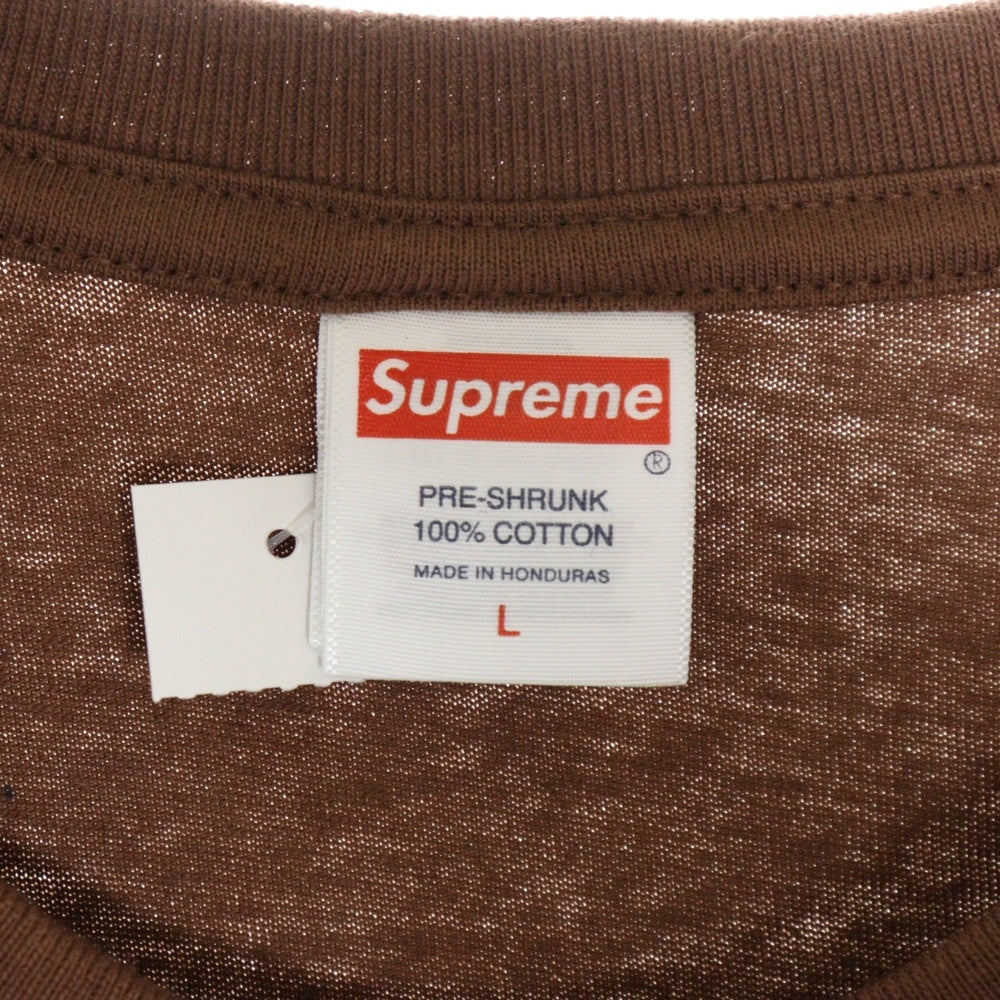 Supreme
®
PRE-SHRUNK
100% COTTON
MADE IN HONDURAS
L